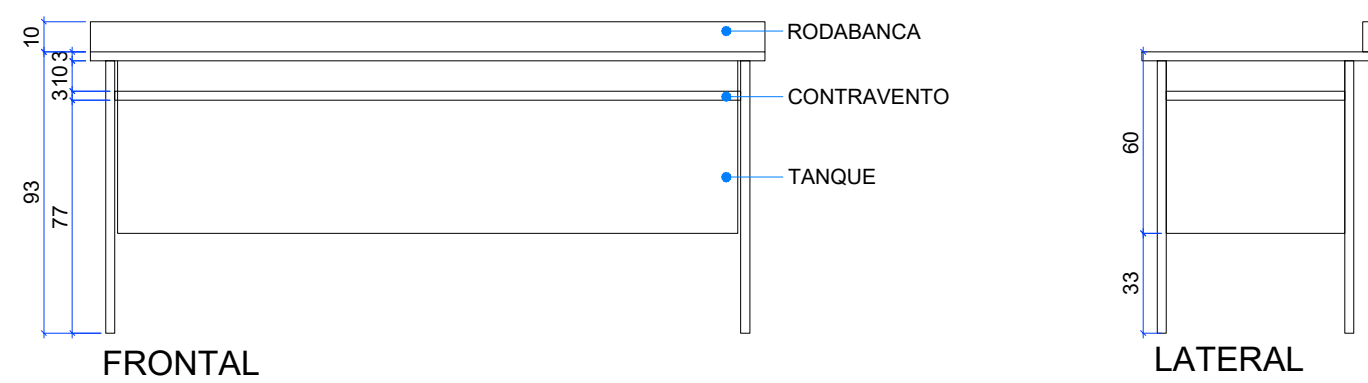 10
3
10
3
93
77
RODABANCA
CONTRAVENTO
TANQUE
FRONTAL
60
33
LATERAL